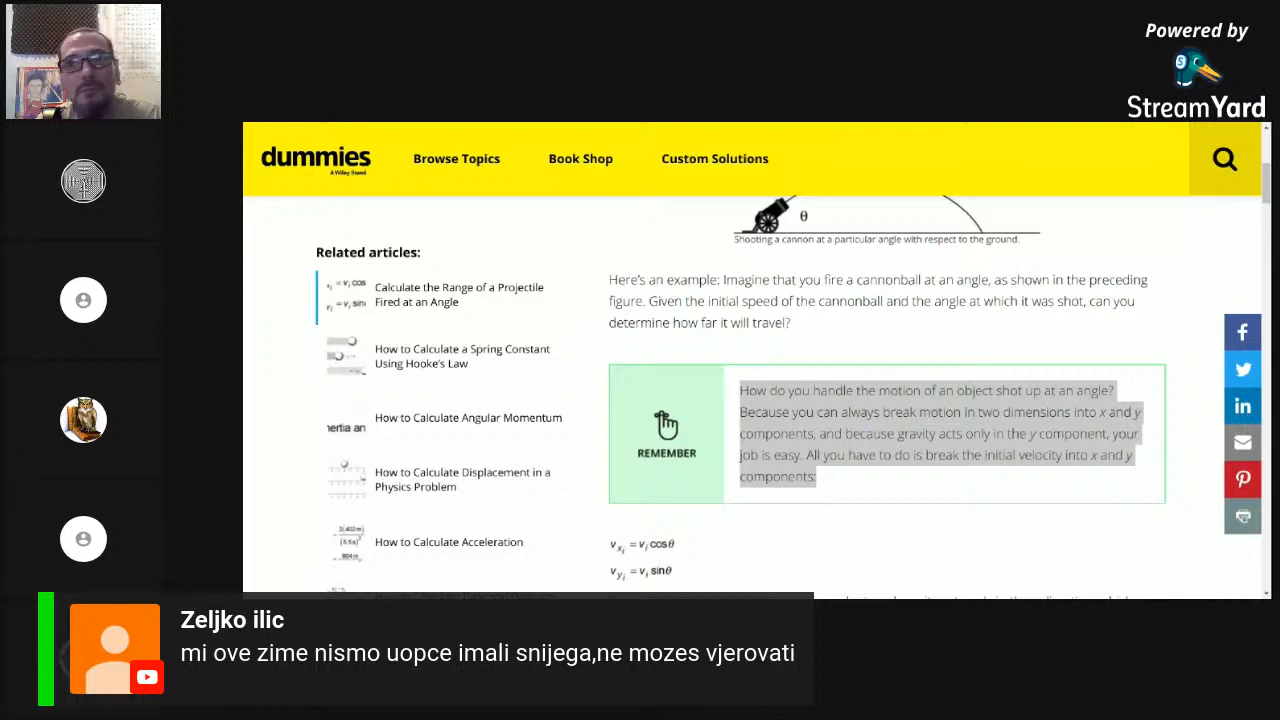 Powered by
StreamYard
dummies
A Wiley Brand
Browse Topics
Book Shop
Custom Solutions
θ
Shooting a cannon at a particular angle with respect to the ground.
Related articles:
Calculate the Range of a Projectile
Fired at an Angle
How to Calculate a Spring Constant
Using Hooke's Law
nertia an
How to Calculate Angular Momentum
How to Calculate Displacement in a
Physics Problem
How to Calculate Acceleration
Here's an example: Imagine that you fire a cannonball at an angle, as shown in the preceding
figure. Given the initial speed of the cannonball and the angle at which it was shot, can you
determine how far it will travel?
REMEMBER
How do you handle the motion of an object shot up at an angle?
Because you can always break motion in two dimensions into x and y
components, and because gravity acts only in the y component, your
job is easy. All you have to do is break the initial velocity into x and y
components:
vxi = vi cosθ
vyi = vi sinθ
Zeljko ilic
mi ove zime nismo uopce imali snijega,ne mozes vjerovati